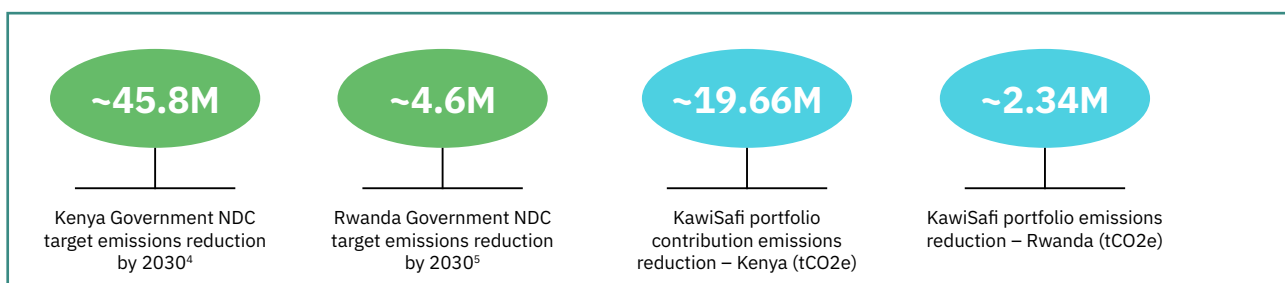 ~45.8M
Kenya Government NDC
target emissions reduction
by 2030⁴
~4.6M
Rwanda Government NDC
target emissions reduction
by 2030⁵
~19.66M
KawiSafi portfolio
contribution emissions
reduction – Kenya (tCO2e)
~2.34M
KawiSafi portfolio emissions
reduction – Rwanda (tCO2e)